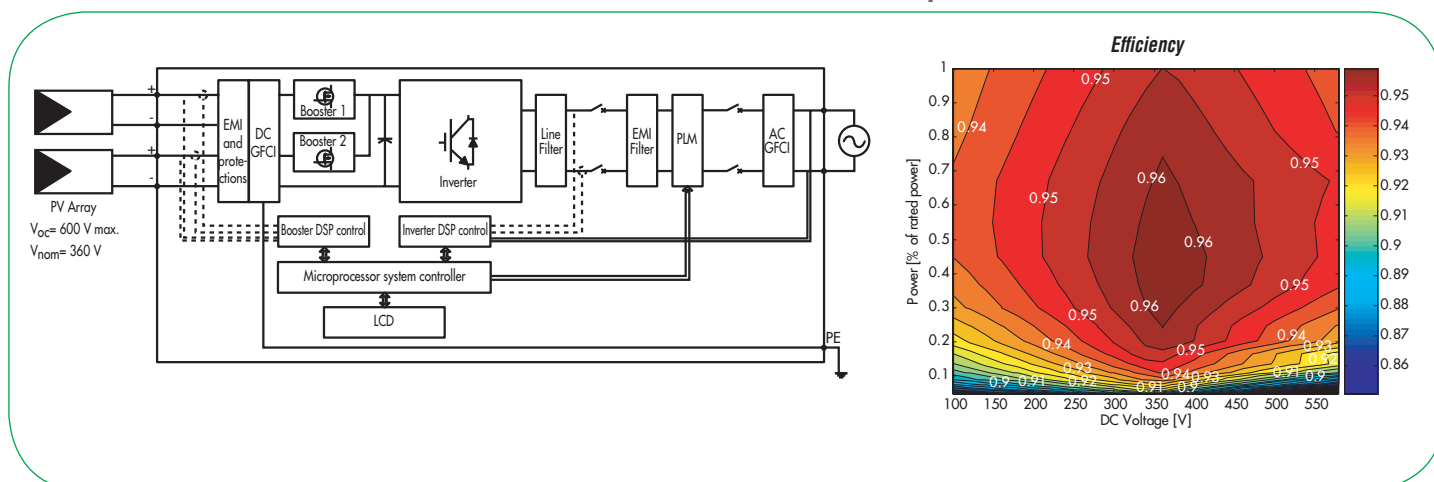 Efficiency
+
-
+
-
PV Array
Voc= 600 V max.
Vnom= 360 V
EMI
and
prote-
ctions
DC
GFCI
Booster 1
Booster 2
Inverter
Line
Filter
EMI
Filter
PLM
AC
GFCI
Booster DSP control
Inverter DSP control
Microprocessor system controller
LCD
PE
Power [% of rated power]
1
0.9
0.8
0.7
0.6
0.5
0.4
0.3
0.2
0.1
0.95
0.94
0.95
0.96
0.95
0.96
0.96
0.95
0.95
0.94
0.95
0.94
0.93
0.93
0.92
0.94
0.93
0.91
0.9
0.91
0.92
0.91
0.9
0.9
100
150
200
250
300
350
400
450
500
550
DC Voltage [V]
0.95
0.94
0.93
0.92
0.91
0.9
0.89
0.88
0.87
0.86